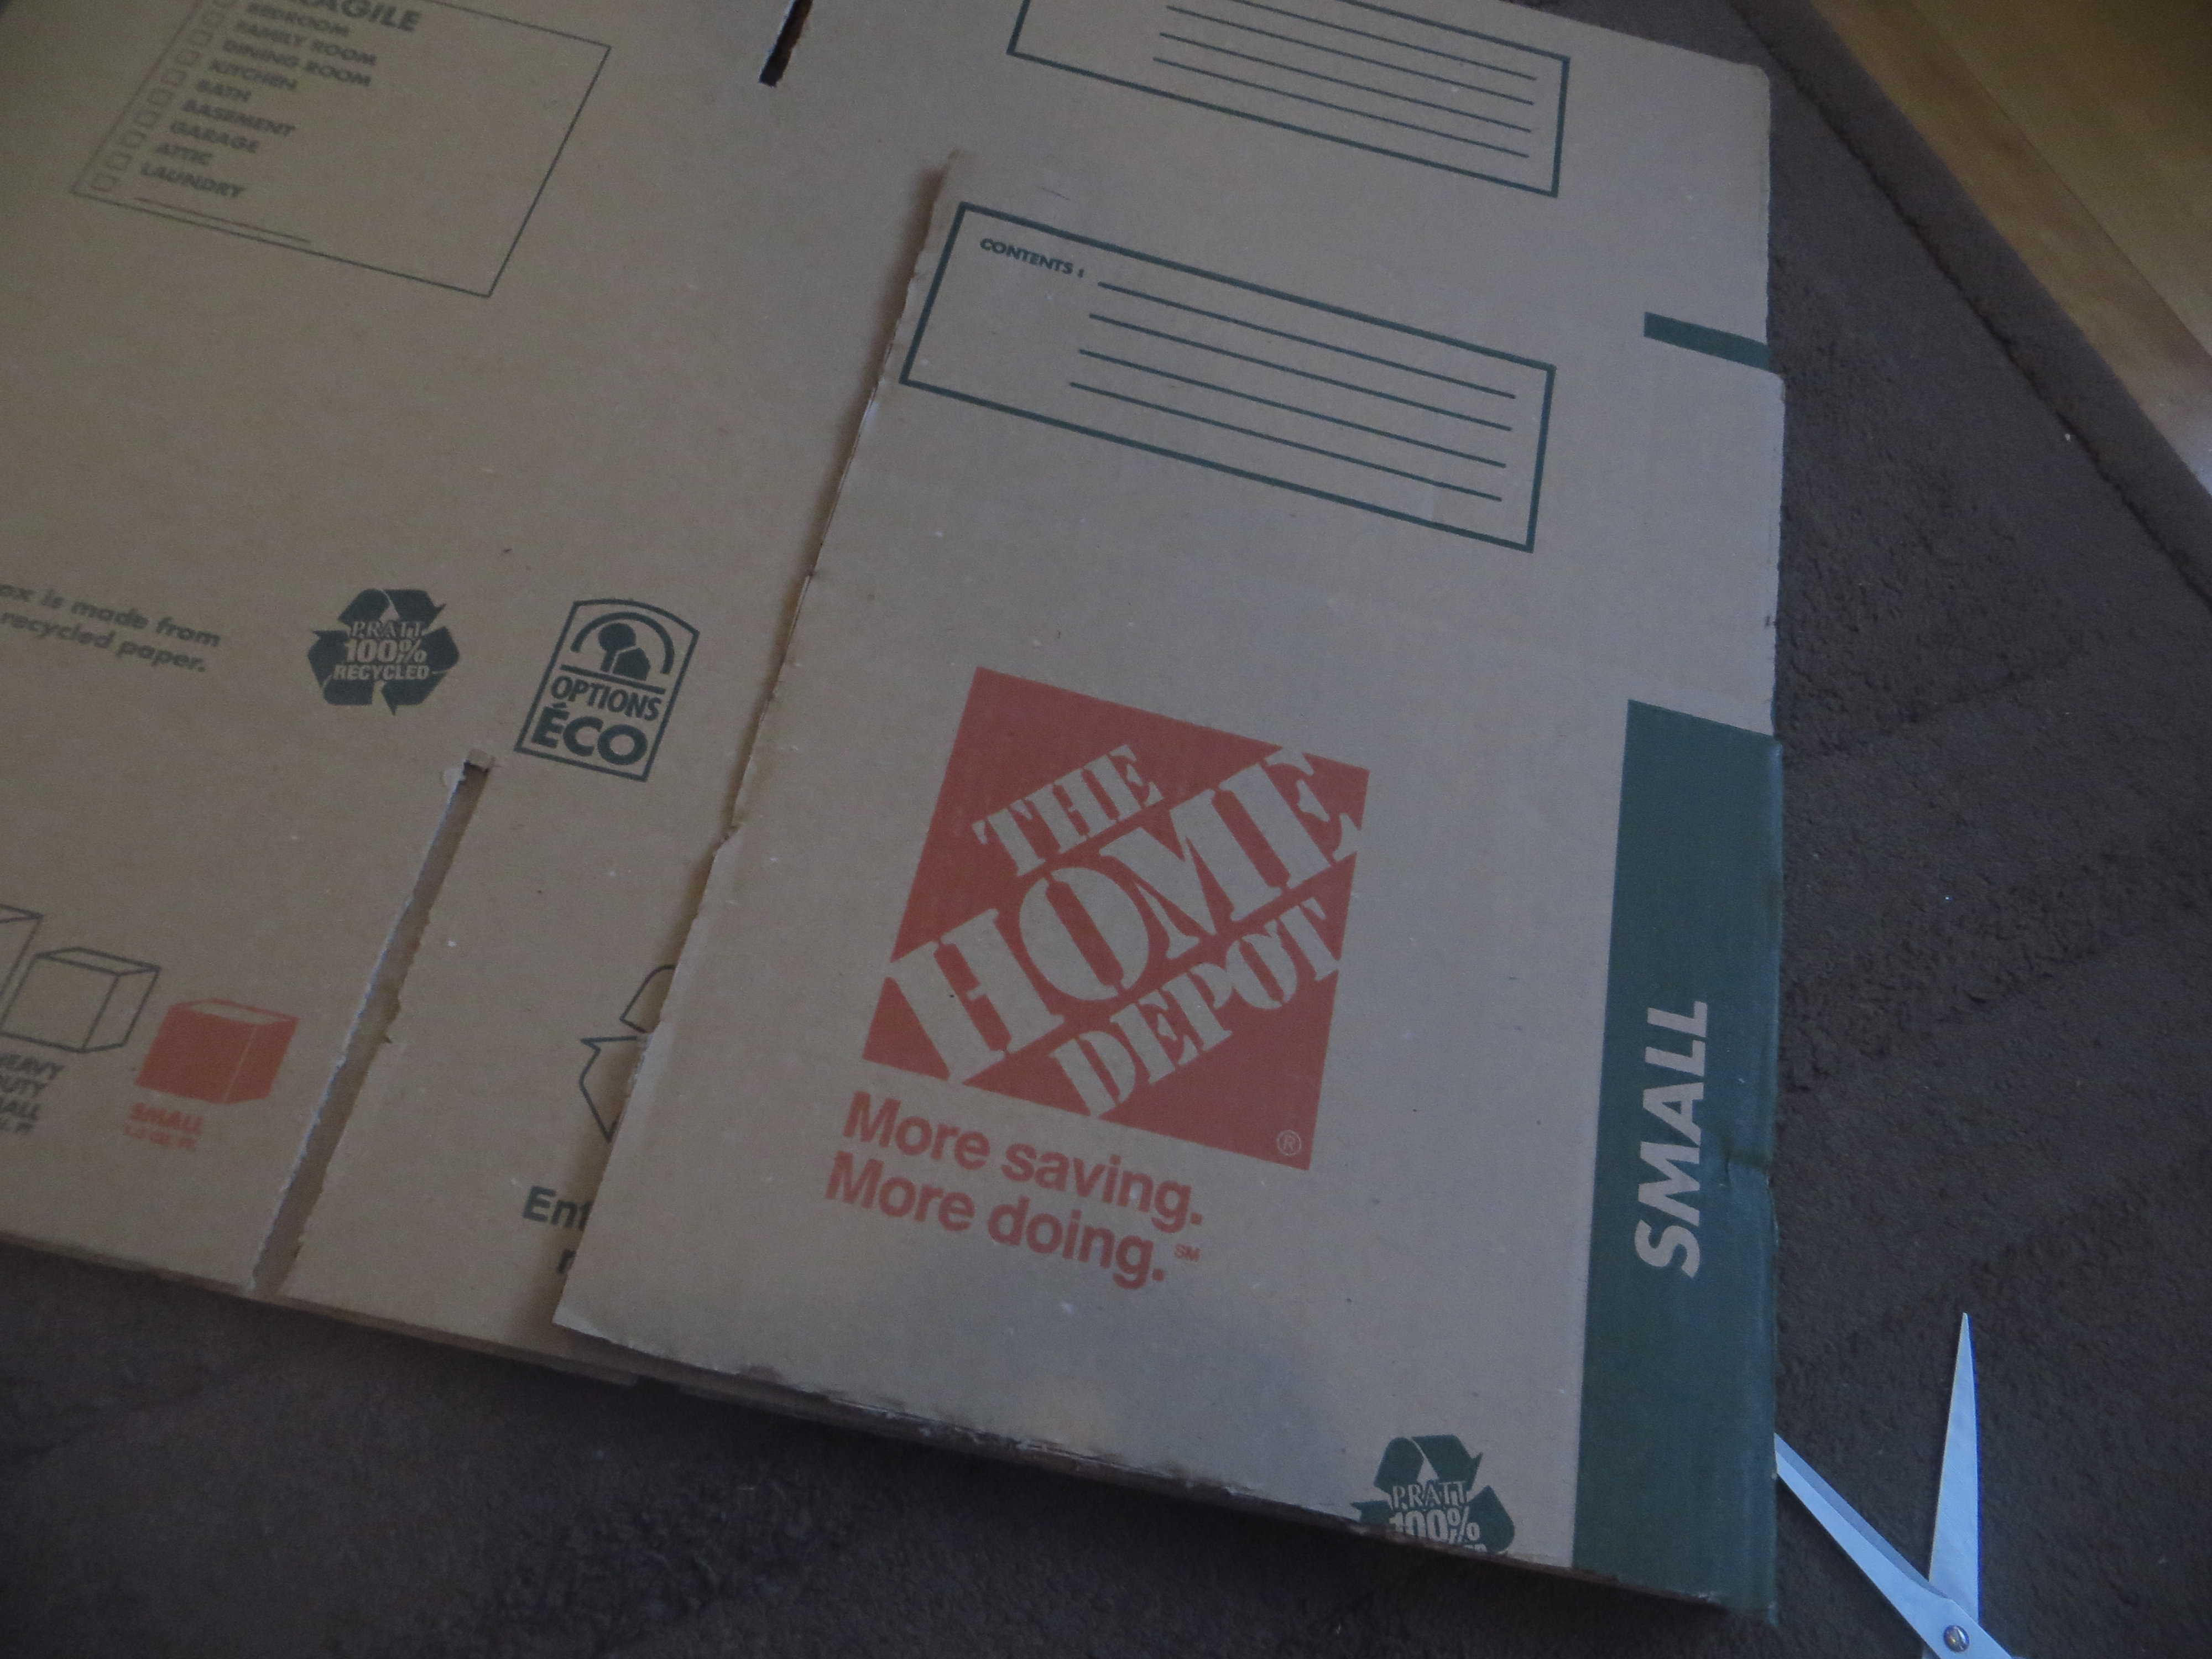 FRAGILE
BEDROOM
FAMILY ROOM
DINING ROOM
KITCHEN
BATH
BASEMENT
GARAGE
ATTIC
LAUNDRY
CONTENTS :
is made from
recycled paper.
PRATT
100%
RECYCLED
OPTIONS
ÉCO
THE
HOME
DEPOT
®
More saving.
More doing.℠
SMALL
SMALL
PRATT
100%